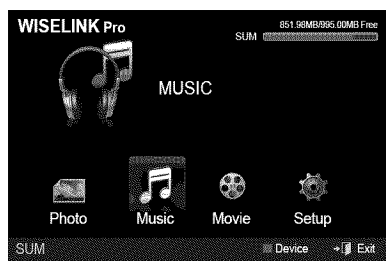 WISELINK Pro
851.98MB/995.00MB Free
SUM
MUSIC
Photo Music Movie Setup
SUM Device Exit